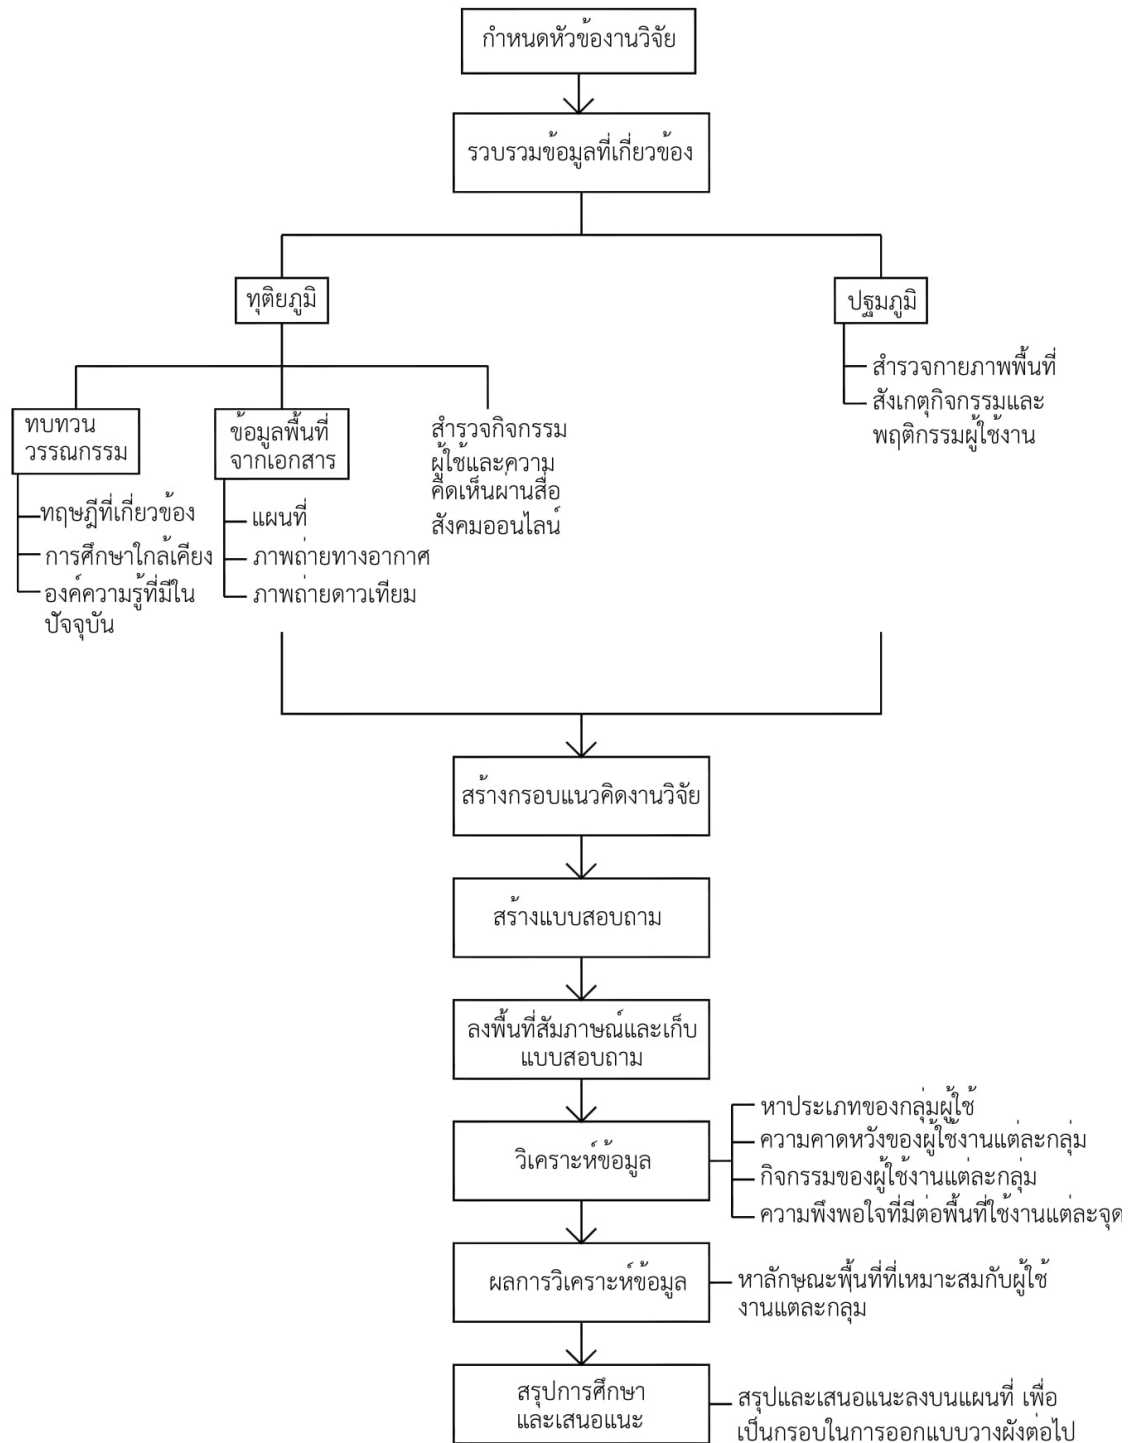 กำหนดหัวข้องานวิจัย
รวบรวมข้อมูลที่เกี่ยวข้อง
ทุติยภูมิ
ปฐมภูมิ
สำรวจกายภาพพื้นที่
สังเกตุกิจกรรมและ
พฤติกรรมผู้ใช้งาน
ทบทวน
วรรณกรรม
ทฤษฎีที่เกี่ยวข้อง
การศึกษาใกล้เคียง
องค์ความรู้ที่มีใน
ปัจจุบัน
ข้อมูลพื้นที่
จากเอกสาร
แผนที่
ภาพถ่ายทางอากาศ
ภาพถ่ายดาวเทียม
สำรวจกิจกรรม
ผู้ใช้และความ
คิดเห็นผ่านสื่อ
สังคมออนไลน์
สร้างกรอบแนวคิดงานวิจัย
สร้างแบบสอบถาม
ลงพื้นที่สัมภาษณ์และเก็บ
แบบสอบถาม
วิเคราะห์ข้อมูล
หาประเภทของกลุ่มผู้ใช้
ความคาดหวังของผู้ใช้งานแต่ละกลุ่ม
กิจกรรมของผู้ใช้งานแต่ละกลุ่ม
ความพึงพอใจที่มีต่อพื้นที่ใช้งานแต่ละจุด
ผลการวิเคราะห์ข้อมูล
หาลักษณะพื้นที่ที่เหมาะสมกับผู้ใช้
งานแต่ละกลุ่ม
สรุปการศึกษา
และเสนอแนะ
สรุปและเสนอแนะลงบนแผนที่ เพื่อ
เป็นกรอบในการออกแบบวางผังต่อไป